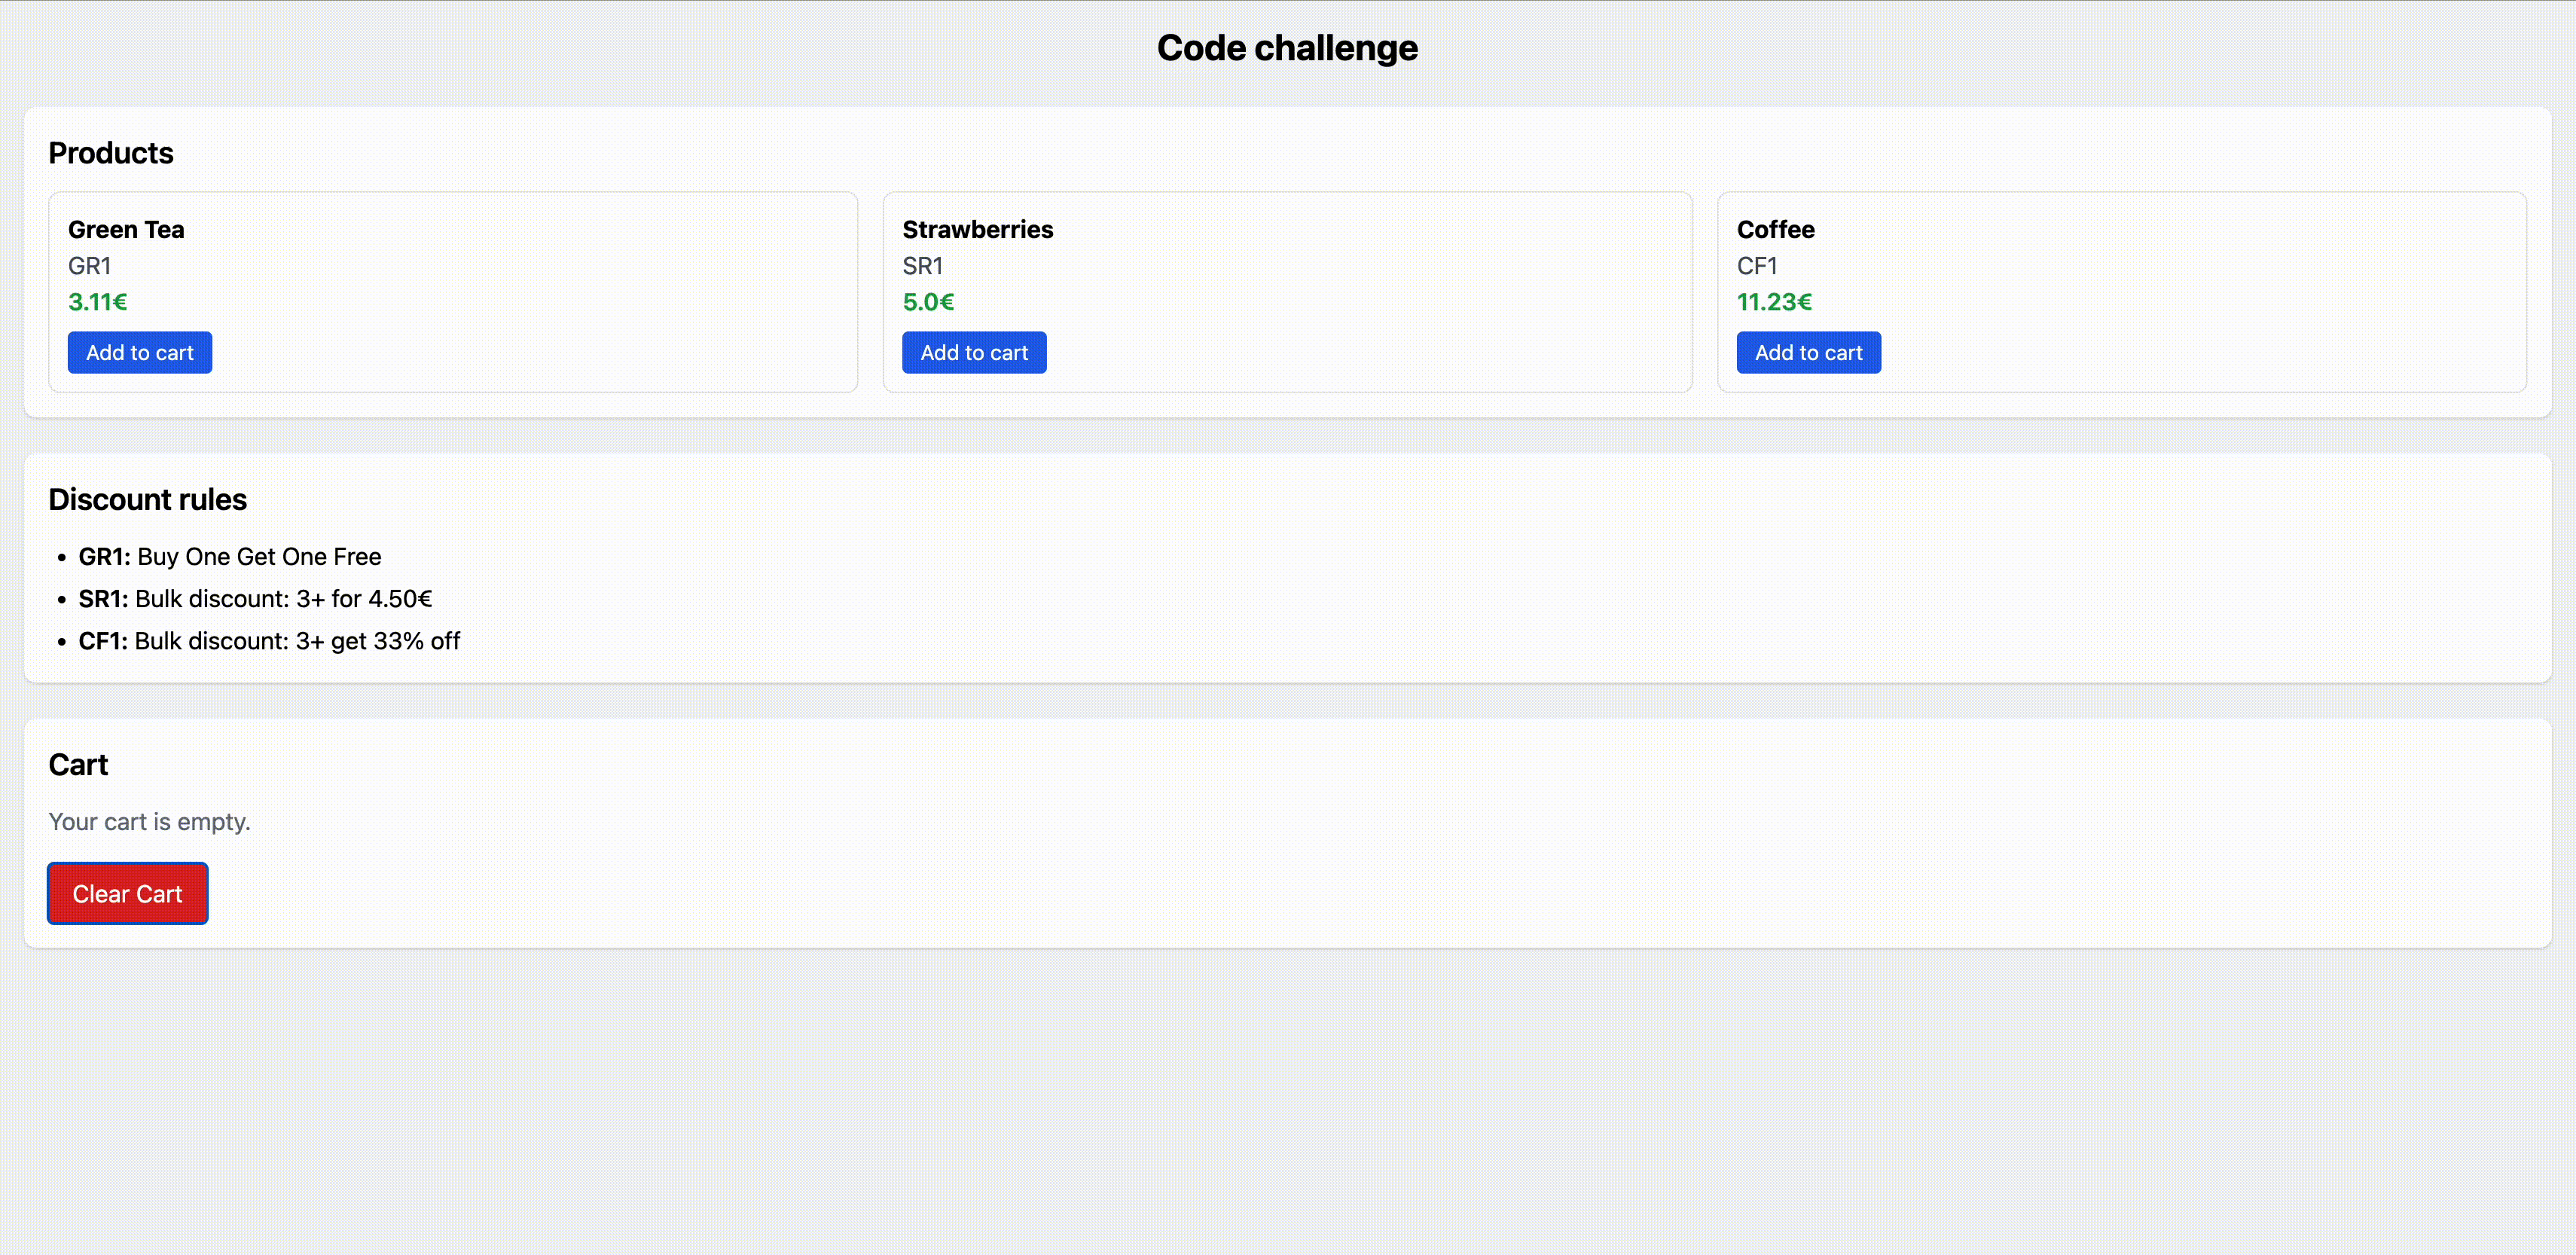 Code challenge
Products
Green Tea
GR1
3.11€
Add to cart
Strawberries
SR1
5.0€
Add to cart
Coffee
CF1
11.23€
Add to cart
Discount rules
• GR1: Buy One Get One Free
• SR1: Bulk discount: 3+ for 4.50€
• CF1: Bulk discount: 3+ get 33% off
Cart
Your cart is empty.
Clear Cart